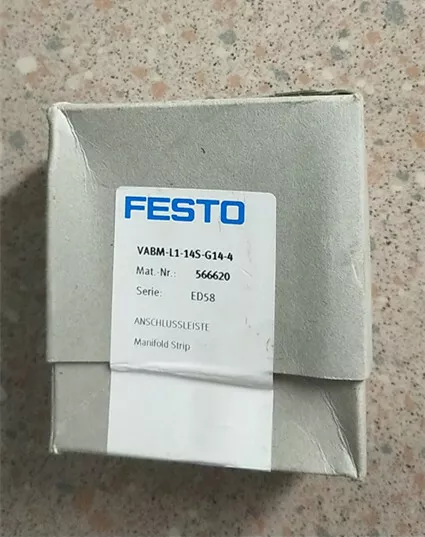 FESTO
VABM-L1-14S-G14-4
Mat.-Nr.: 566620
Serie: ED58
ANSCHLUSSLEISTE
Manifold Strip